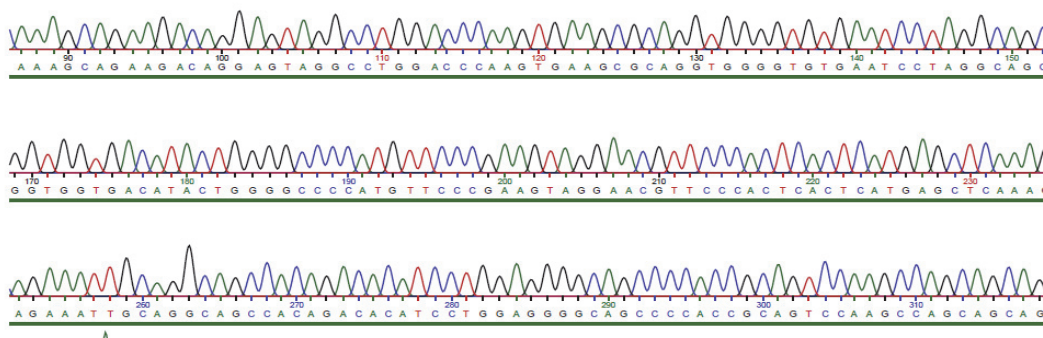 90 100 110 120 130 140 150
A A A G C A G A A G A C A G G A G T A G G C C T G G A C C C A A G T G A A G C G C A G G T G G G G T G T G A A T C C T A G G C A G C
170 180 190 200 210 220 230
G G T G G T G A C A T A C T G G G G C C C C A T G T T C C C G A A G T A G G A A C G T T C C C A C T C A C T C A T G A G C T C A A A G
260 270 280 290 300 310
A G A A A T T G C A G G C A G C C A C A G A C A C A T C C T G G A G G G G C A G C C C C A C C G C A G T C C A A G C C A G C A G C A G